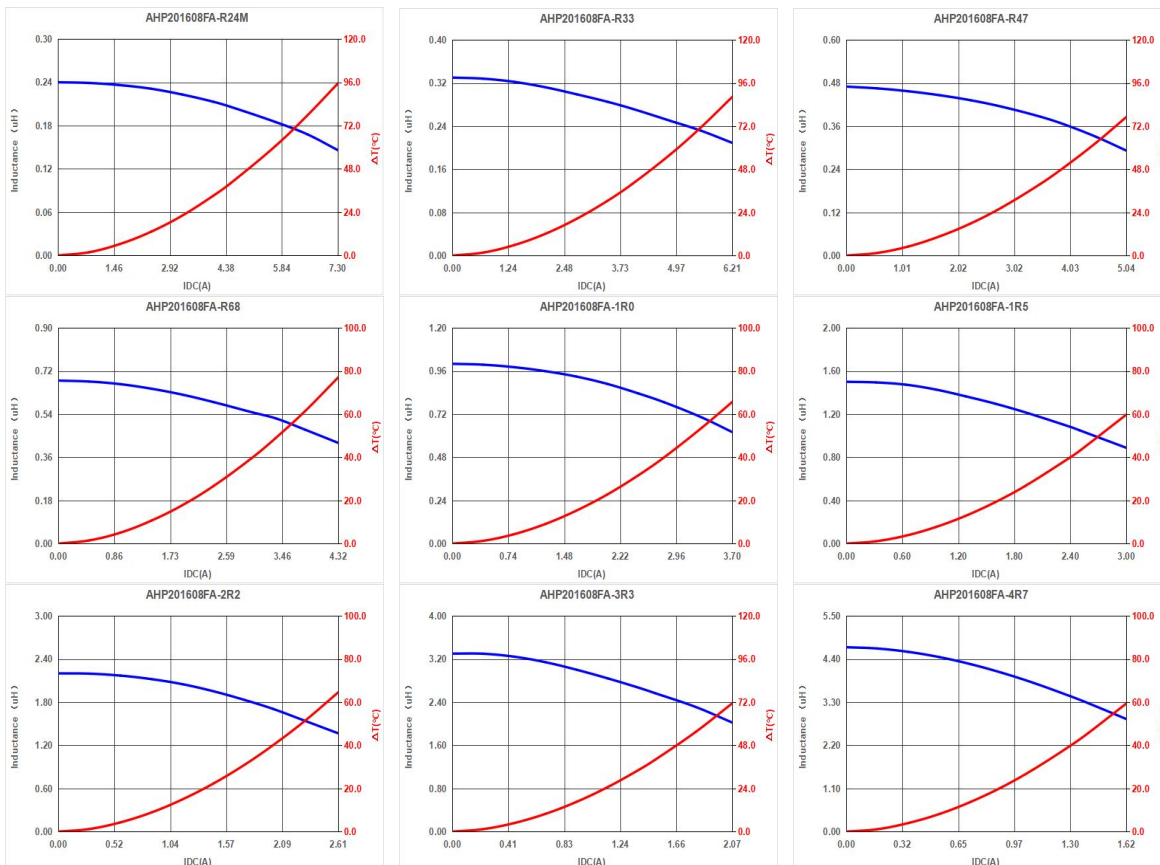 AHP201608FA-R24M
0.30
0.24
0.18
0.12
0.06
0.00
Inductance (uH)
120.0
96.0
72.0
48.0
24.0
0.0
ΔT(℃)
0.00 1.46 2.92 4.38 5.84 7.30
IDC(A)
AHP201608FA-R33
0.40
0.32
0.24
0.16
0.08
0.00
Inductance (uH)
120.0
96.0
72.0
48.0
24.0
0.0
ΔT(℃)
0.00 1.24 2.48 3.73 4.97 6.21
IDC(A)
AHP201608FA-R47
0.60
0.48
0.36
0.24
0.12
0.00
Inductance (uH)
120.0
96.0
72.0
48.0
24.0
0.0
0.00 1.01 2.02 3.02 4.03 5.04
IDC(A)
AHP201608FA-R68
0.90
0.72
0.54
0.36
0.18
0.00
Inductance (uH)
100.0
80.0
60.0
40.0
20.0
0.0
ΔT(℃)
0.00 0.86 1.73 2.59 3.46 4.32
IDC(A)
AHP201608FA-1R0
1.20
0.96
0.72
0.48
0.24
0.00
Inductance (uH)
100.0
80.0
60.0
40.0
20.0
0.0
ΔT(℃)
0.00 0.74 1.48 2.22 2.96 3.70
IDC(A)
AHP201608FA-1R5
2.00
1.60
1.20
0.80
0.40
0.00
Inductance (uH)
100.0
80.0
60.0
40.0
20.0
0.0
0.00 0.60 1.20 1.80 2.40 3.00
IDC(A)
AHP201608FA-2R2
3.00
2.40
1.80
1.20
0.60
0.00
Inductance (uH)
100.0
80.0
60.0
40.0
20.0
0.0
ΔT(℃)
0.00 0.52 1.04 1.57 2.09 2.61
IDC(A)
AHP201608FA-3R3
4.00
3.20
2.40
1.60
0.80
0.00
Inductance (uH)
120.0
96.0
72.0
48.0
24.0
0.0
ΔT(℃)
0.00 0.41 0.83 1.24 1.66 2.07
IDC(A)
AHP201608FA-4R7
5.50
4.40
3.30
2.20
1.10
0.00
Inductance (uH)
100.0
80.0
60.0
40.0
20.0
0.0
0.00 0.32 0.65 0.97 1.30 1.62
IDC(A)